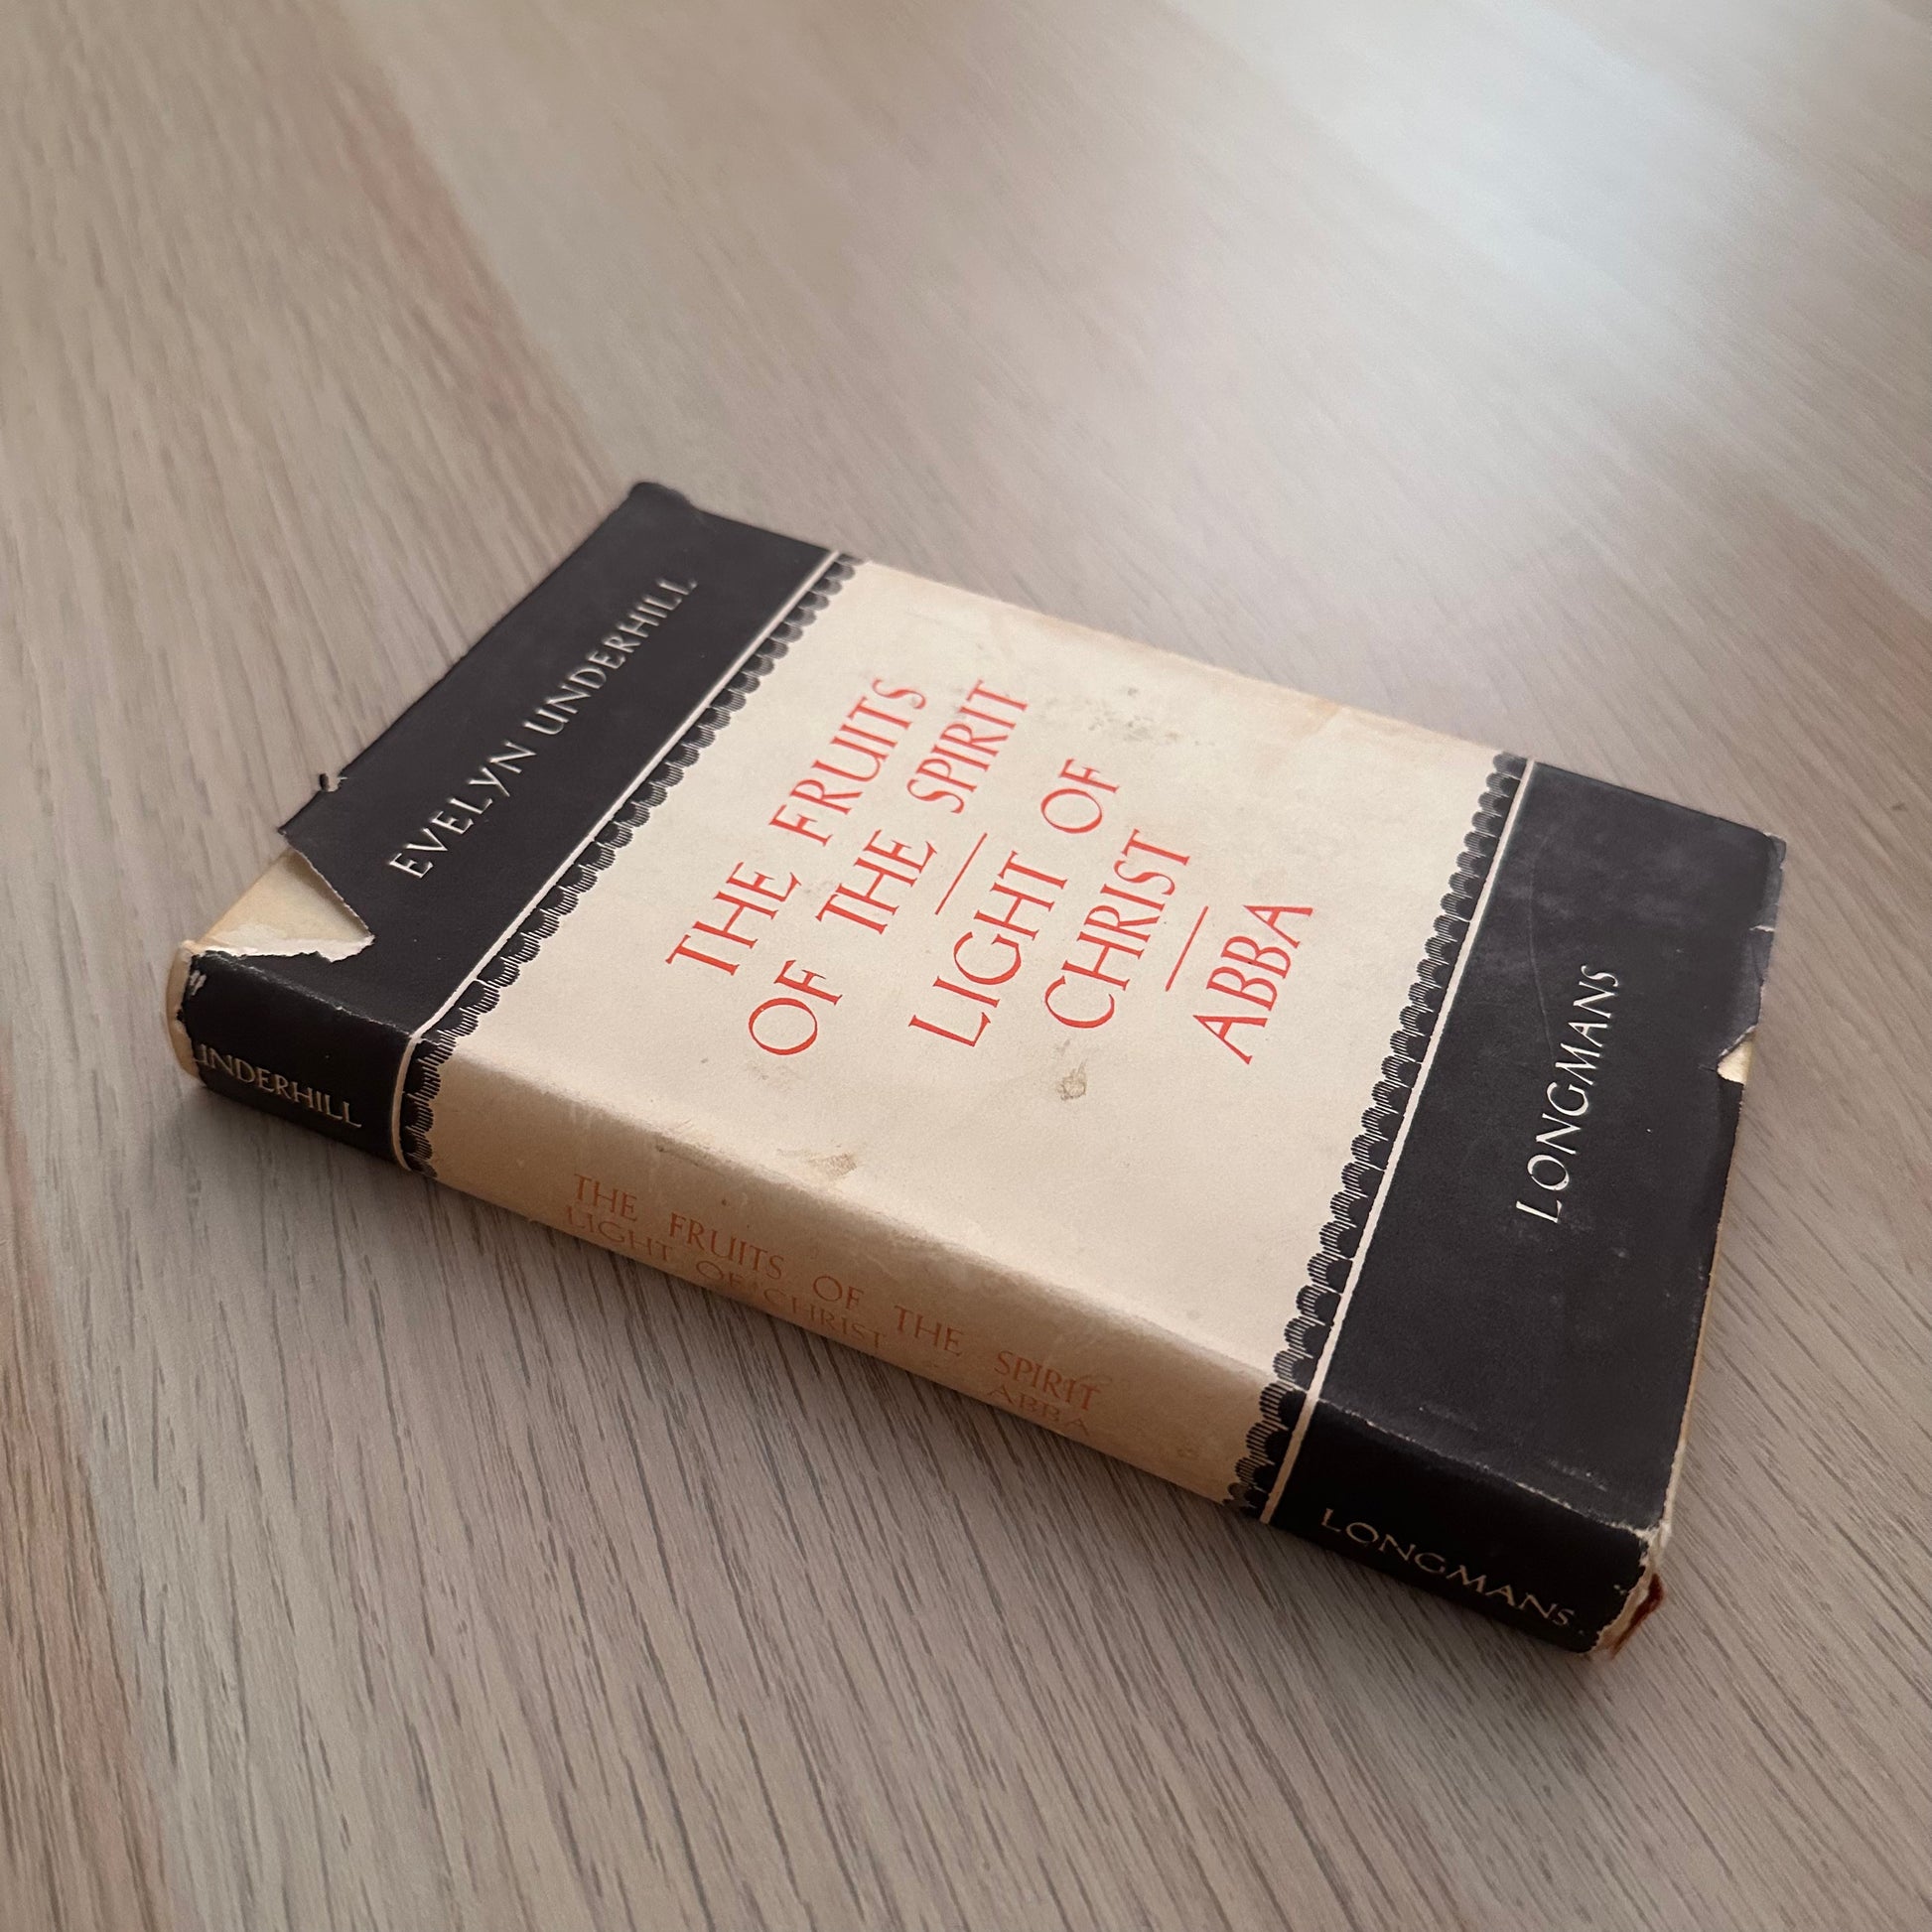 EVELYN UNDERHILL
THE FRUITS
OF THE SPIRIT
LIGHT OF
CHRIST
ABBA
LONGMANS
UNDERHILL
THE FRUITS OF THE SPIRIT
LIGHT OF CHRIST
ABBA
LONGMANS